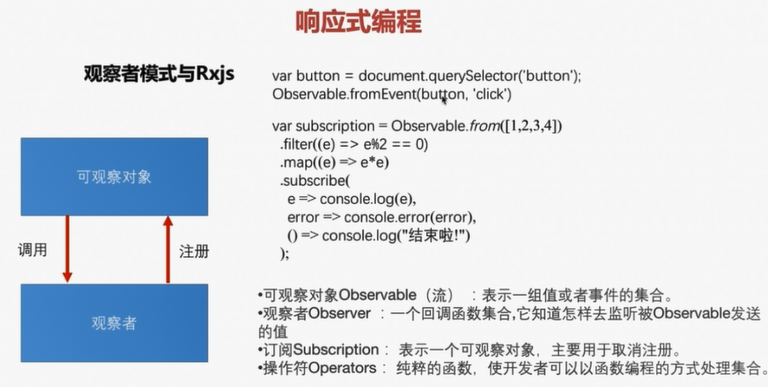 响应式编程
观察者模式与Rxjs
var button = document.querySelector('button');
Observable.fromEvent(button, 'click')
var subscription = Observable.from([1,2,3,4])
.filter((e) => e%2 == 0)
.map((e) => e*e)
.subscribe(
e => console.log(e),
error => console.error(error),
() => console.log("结束啦!")
);
可观察对象
调用
注册
观察者
•可观察对象Observable（流）：表示一组值或者事件的集合。
•观察者Observer ：一个回调函数集合,它知道怎样去监听被Observable发送
的值
•订阅Subscription ：表示一个可观察对象，主要用于取消注册。
•操作符Operators ：纯粹的函数，使开发者可以以函数编程的方式处理集合。